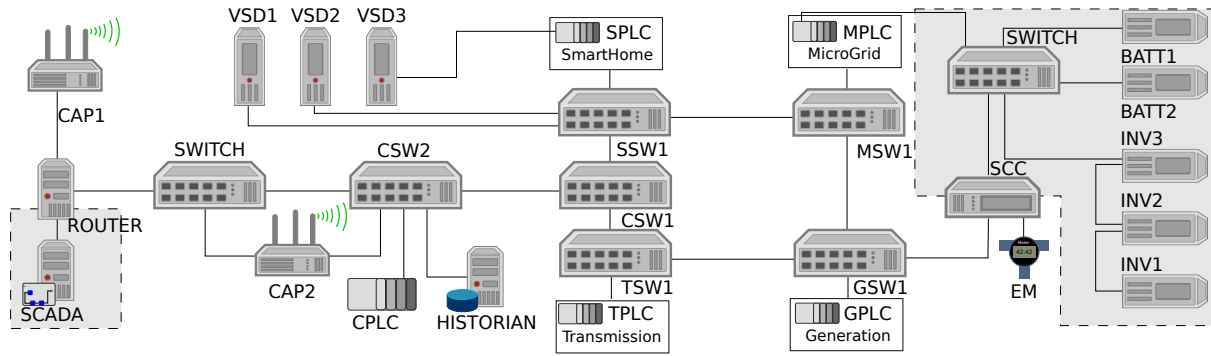 VSD1 VSD2 VSD3
SPLC
SmartHome
MPLC
MicroGrid
SWITCH
BATT1
CAP1
BATT2
INV3
SWITCH
CSW2
SSW1
MSW1
SCC
ROUTER
CSW1
INV2
Meter
42.42
CAP2
TSW1
GSW1
EM
INV1
SCADA
CPLC
HISTORIAN
TPLC
Transmission
GPLC
Generation